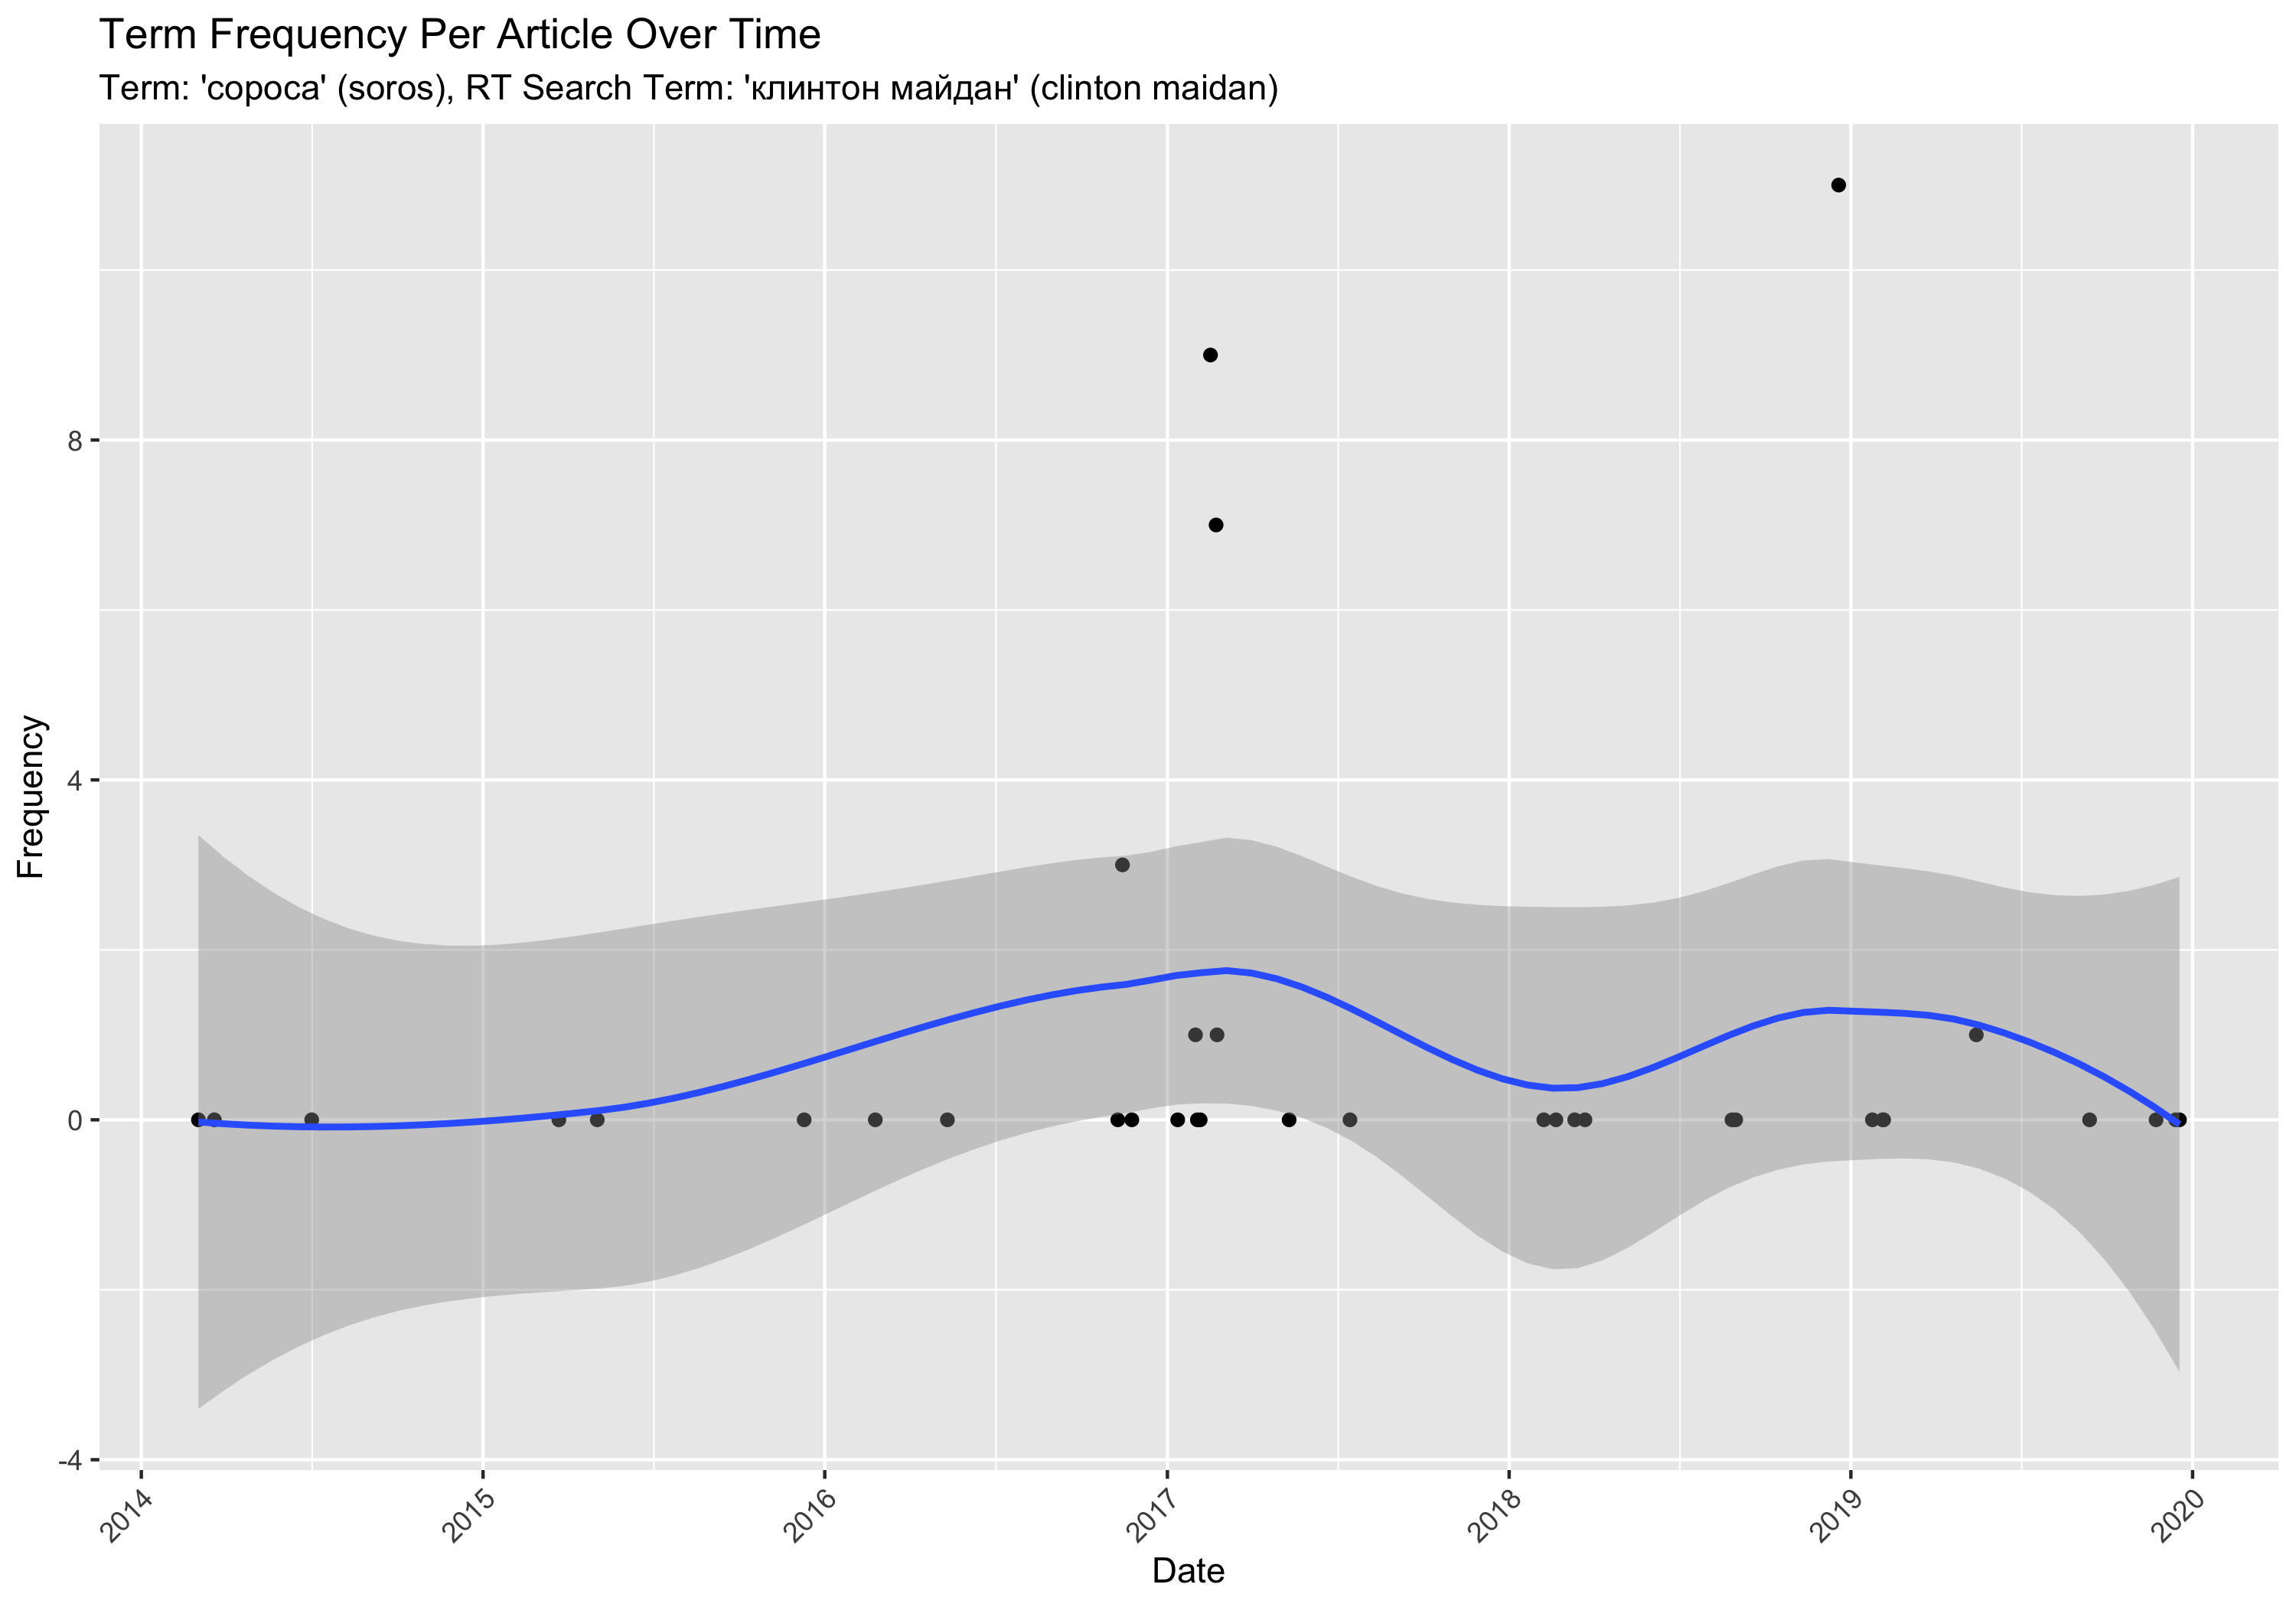 Term Frequency Per Article Over Time
Term: 'сороса' (soros), RT Search Term: 'клинтон майдан' (clinton maidan)
Frequency
8
4
0
-4
2014
2015
2016
2017
2018
2019
2020
Date